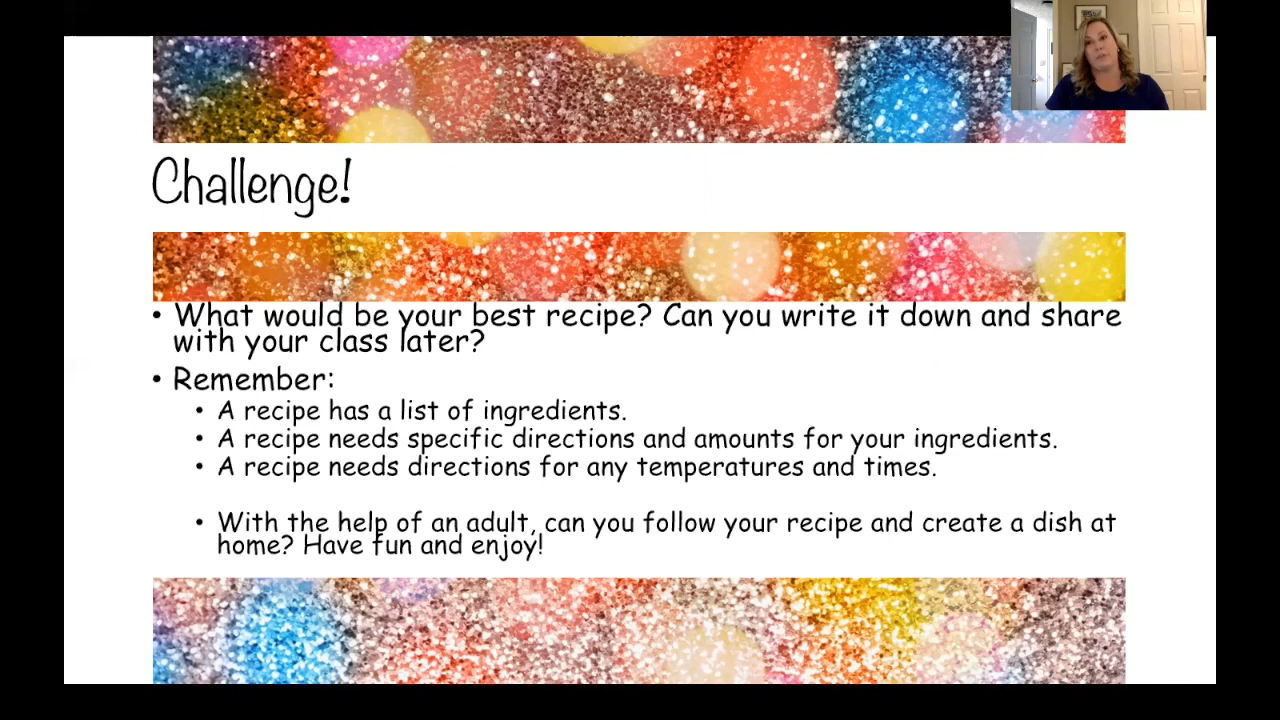 Challenge!
• What would be your best recipe? Can you write it down and share
with your class later?
• Remember:
• A recipe has a list of ingredients.
• A recipe needs specific directions and amounts for your ingredients.
• A recipe needs directions for any temperatures and times.
• With the help of an adult, can you follow your recipe and create a dish at
home? Have fun and enjoy!